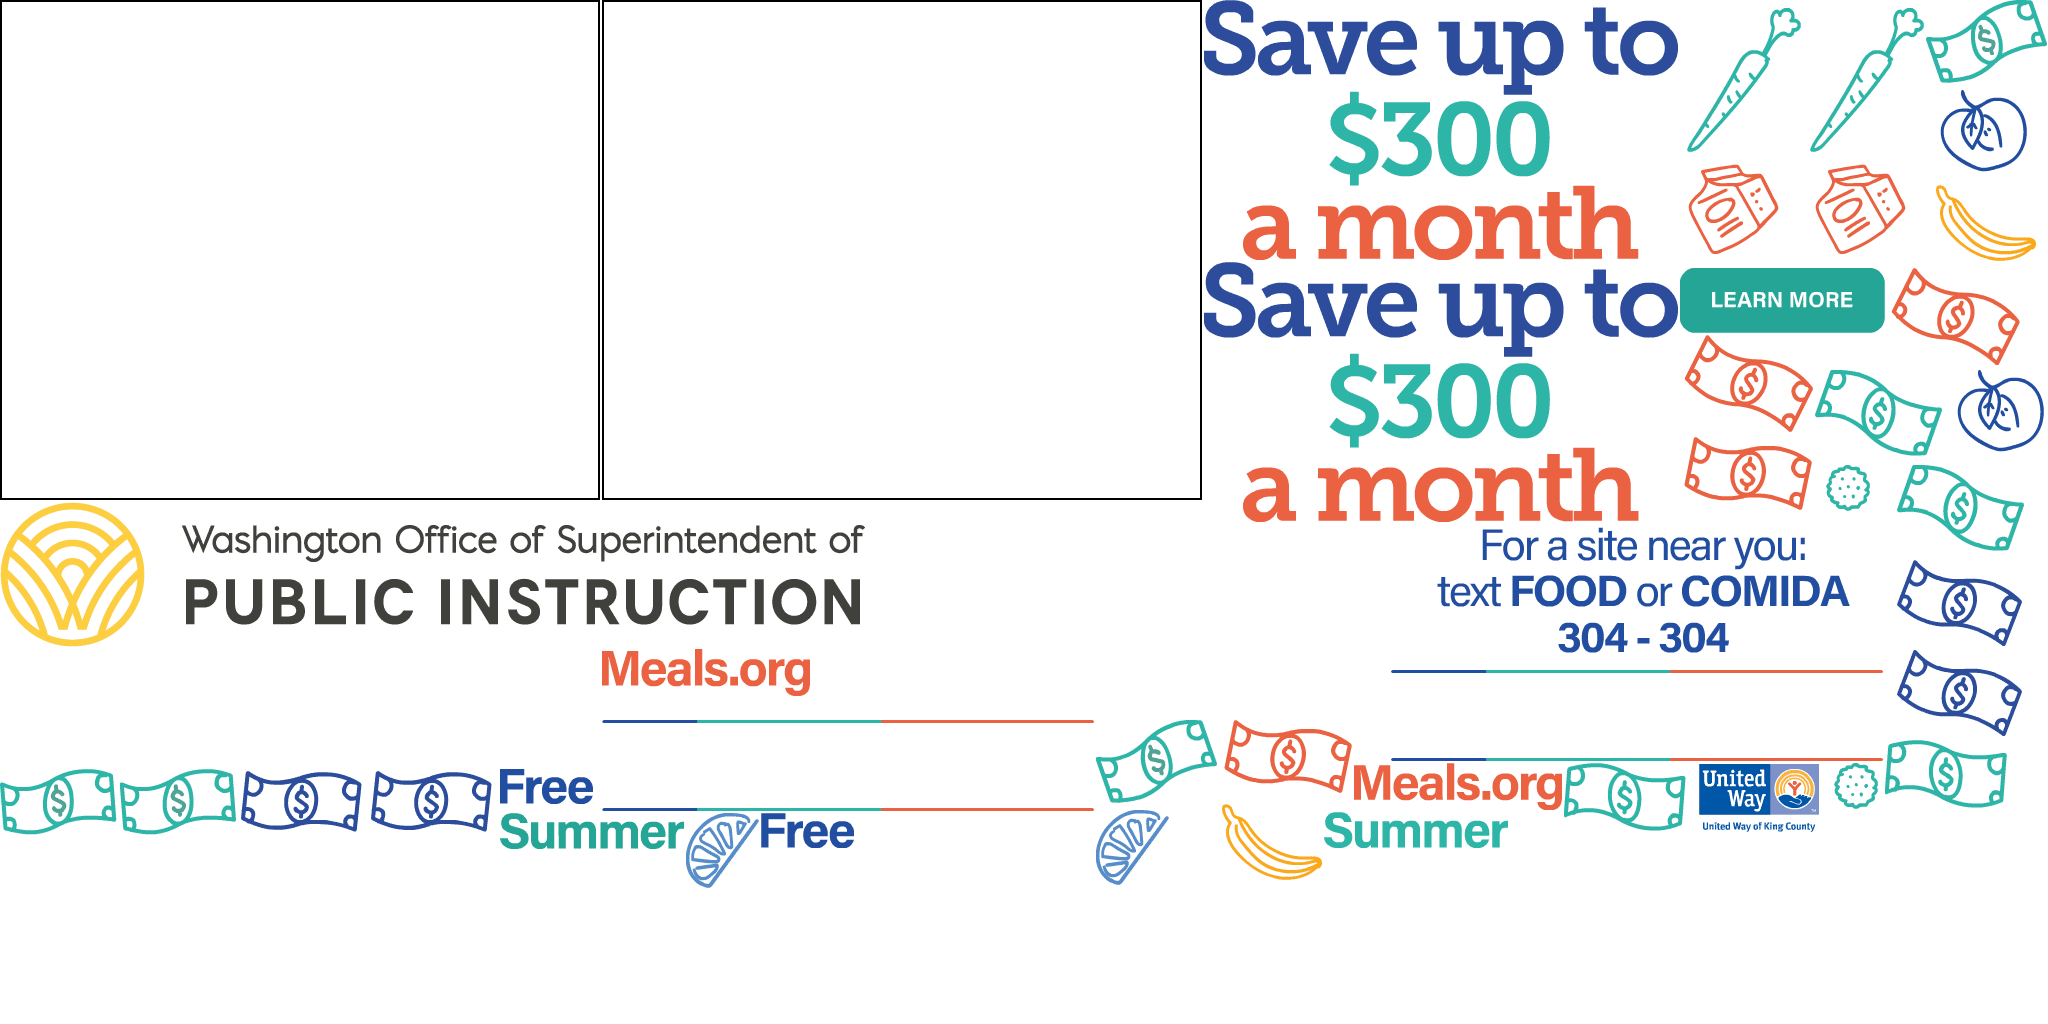 Save up to
$300
a month
Save up to
$300
a month
LEARN MORE
Washington Office of Superintendent of
PUBLIC INSTRUCTION
For a site near you:
text FOOD or COMIDA
304 - 304
Meals.org
Free
Summer
Free
Meals.org
Summer
United
Way
United Way of King County